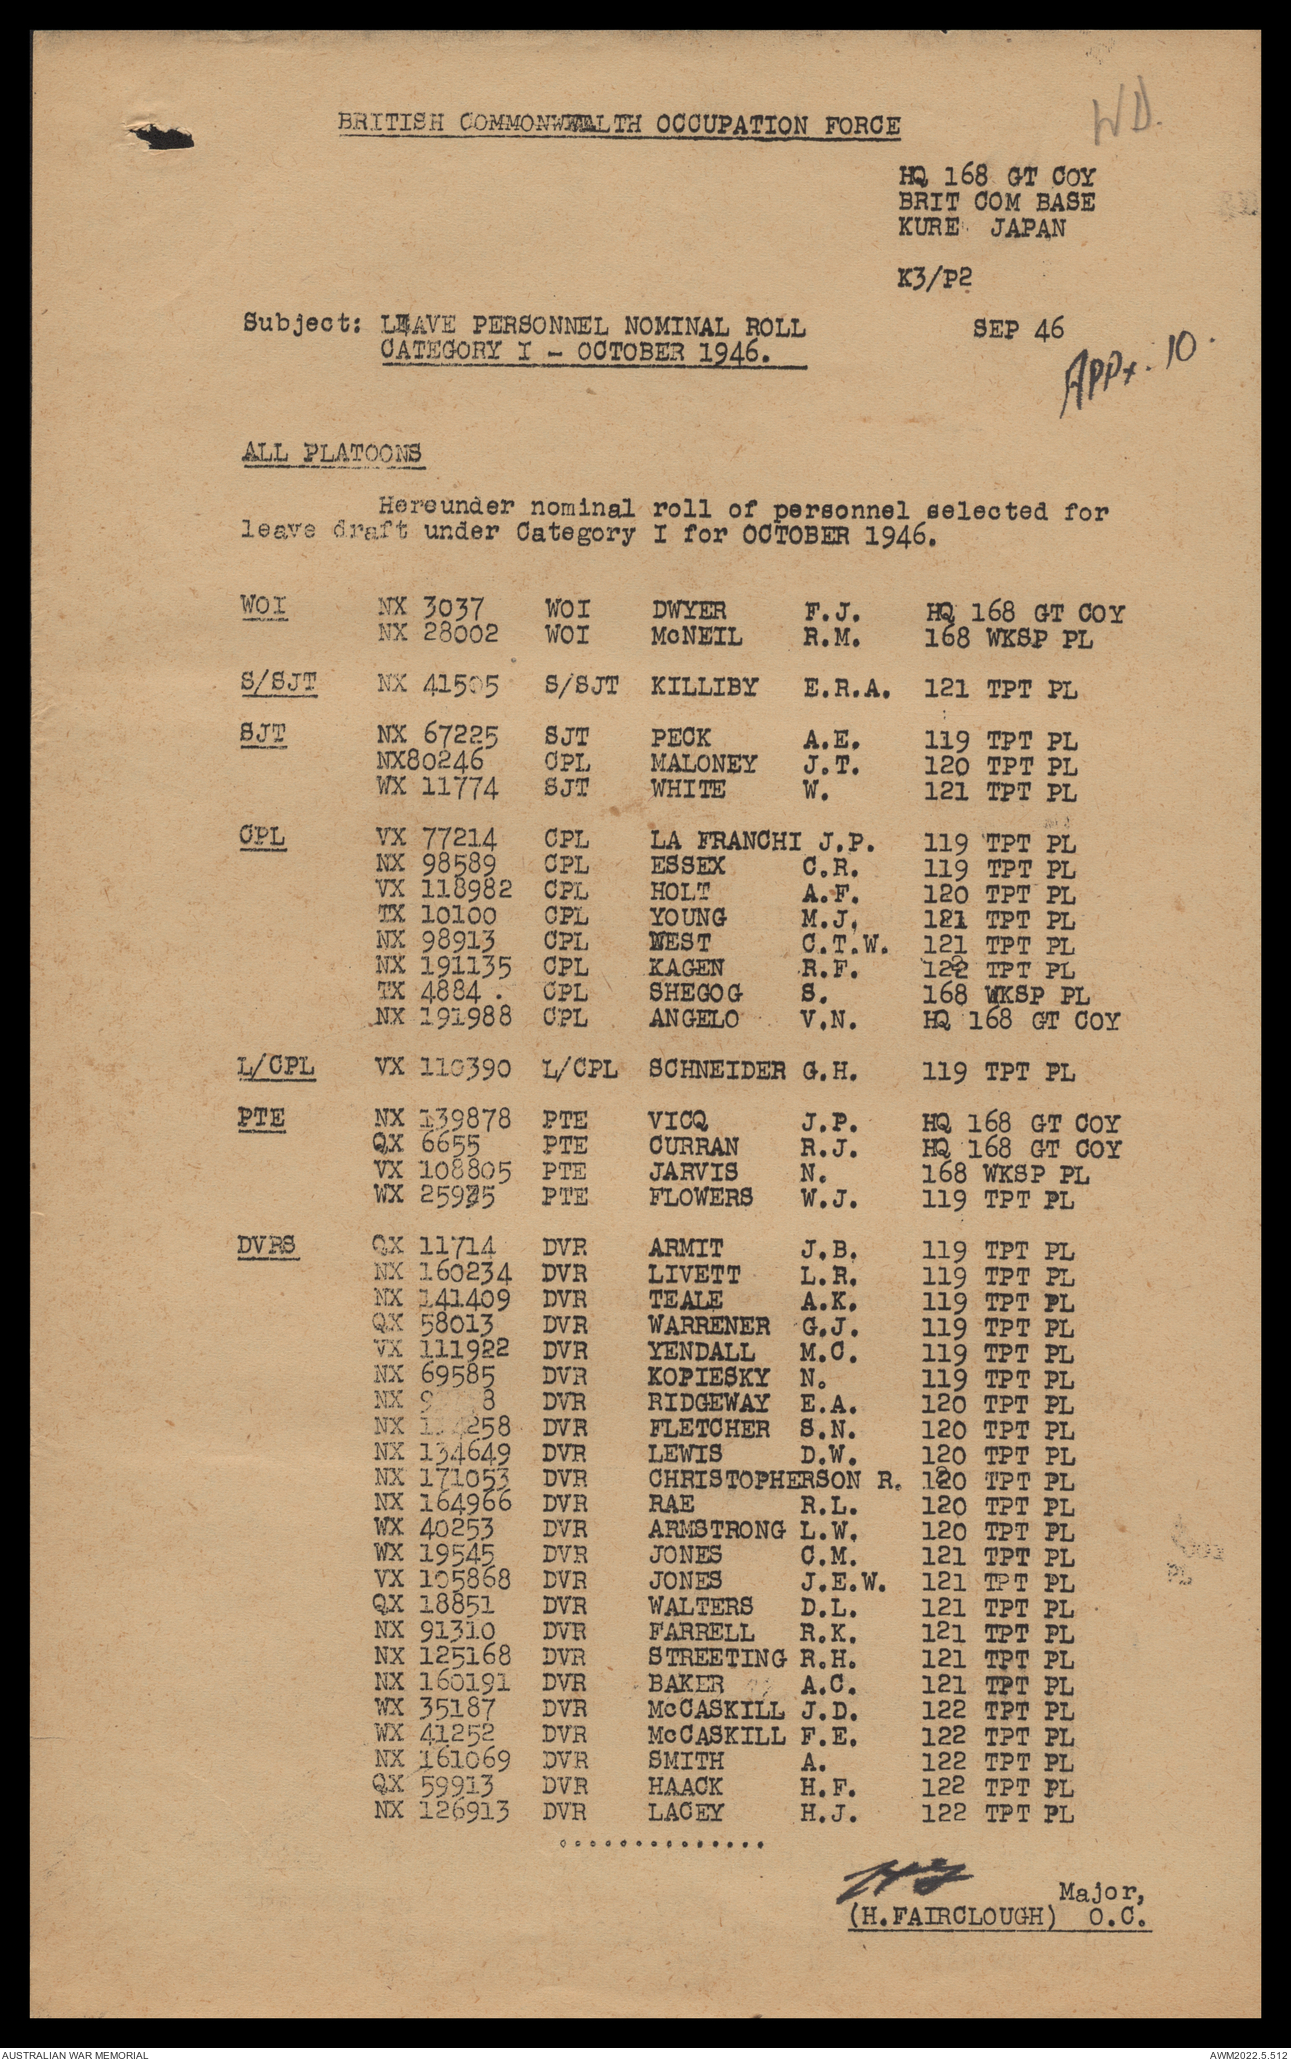 WD.
BRITISH COMMONWEALTH OCCUPATION FORCE
HQ 168 GT COY
BRIT COM BASE
KURE JAPAN
K3/P2
Subject: LEAVE PERSONNEL NOMINAL ROLL SEP 46
CATEGORY I - OCTOBER 1946.
Appx. 10.
ALL PLATOONS
Hereunder nominal roll of personnel selected for
leave draft under Category I for OCTOBER 1946.
WOI NX 3037 WOI DWYER F.J. HQ 168 GT COY
NX 28002 WOI McNEIL R.M. 168 WKSP PL
S/SJT NX 41505 S/SJT KILLIBY E.R.A. 121 TPT PL
SJT NX 67225 SJT PECK A.E. 119 TPT PL
NX80246 CPL MALONEY J.T. 120 TPT PL
WX 11774 SJT WHITE W. 121 TPT PL
CPL VX 77214 CPL LA FRANCHI J.P. 119 TPT PL
NX 98589 CPL ESSEX C.R. 119 TPT PL
VX 118982 CPL HOLT A.F. 120 TPT PL
TX 10100 CPL YOUNG M.J. 121 TPT PL
NX 98913 CPL WEST C.T.W. 121 TPT PL
NX 191135 CPL KAGEN R.F. 122 TPT PL
TX 4884 . CPL SHEGOG S. 168 WKSP PL
NX 191988 CPL ANGELO V.N. HQ 168 GT COY
L/CPL VX 110390 L/CPL SCHNEIDER G.H. 119 TPT PL
PTE NX 139878 PTE VICQ J.P. HQ 168 GT COY
QX 6655 PTE CURRAN R.J. HQ 168 GT COY
VX 108805 PTE JARVIS N. 168 WKSP PL
WX PTE FLOWERS W.J. 119 TPT PL
DVRS QX 11714 DVR ARMIT J.B. 119 TPT PL
NX 160234 DVR LIVETT L.R. 119 TPT PL
NX 141409 DVR TEALE A.K. 119 TPT PL
QX 58013 DVR WARRENER G.J. 119 TPT PL
VX 111922 DVR YENDALL M.C. 119 TPT PL
NX 69585 DVR KOPIESKY N. 119 TPT PL
NX DVR RIDGEWAY E.A. 120 TPT PL
NX DVR FLETCHER S.N. 120 TPT PL
NX 134649 DVR LEWIS D.W. 120 TPT PL
NX 171053 DVR CHRISTOPHERSON R. 120 TPT PL
NX 164966 DVR RAE R.L. 120 TPT PL
WX 40253 DVR ARMSTRONG L.W. 120 TPT PL
WX 19545 DVR JONES C.M. 121 TPT PL
VX 105868 DVR JONES J.E.W. 121 TPT PL
QX 18851 DVR WALTERS D.L. 121 TPT PL
NX 91310 DVR FARRELL R.K. 121 TPT PL
NX 125168 DVR STREETING R.H. 121 TPT PL
NX 160191 DVR BAKER A.C. 121 TPT PL
WX 35187 DVR McCASKILL J.D. 122 TPT PL
WX 41252 DVR McCASKILL F.E. 122 TPT PL
NX 161069 DVR SMITH A. 122 TPT PL
QX 59913 DVR HAACK H.F. 122 TPT PL
NX 126913 DVR LACEY H.J. 122 TPT PL
..............
Major,
(H.FAIRCLOUGH) O.C.
AUSTRALIAN WAR MEMORIAL AWM2022.5.512